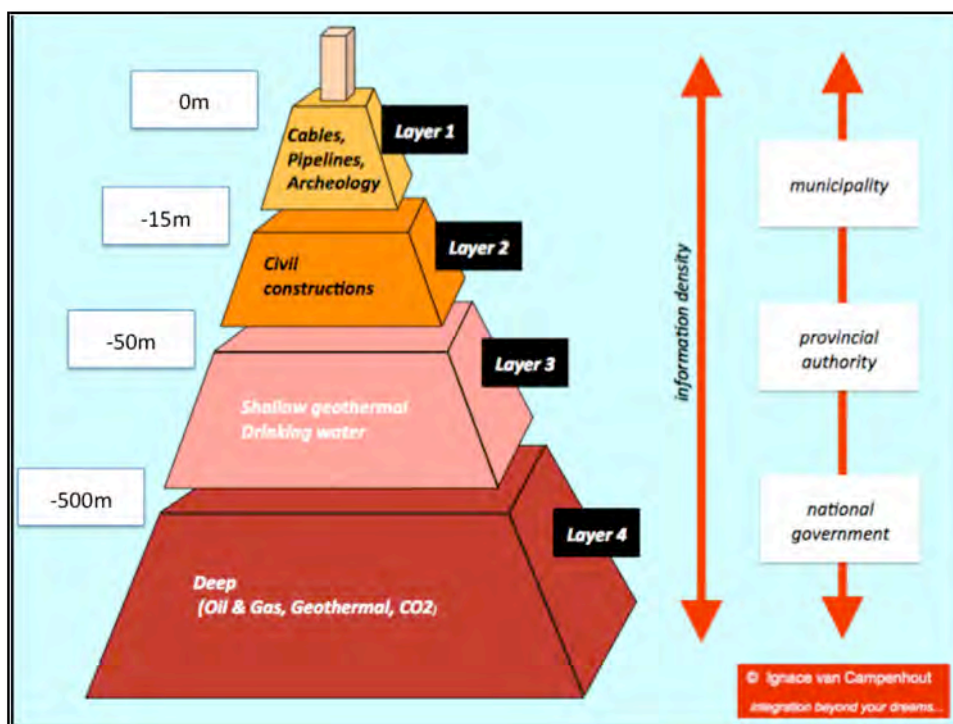 0m
Cables,
Pipelines,
Archeology
Layer 1
-15m
Civil
constructions
Layer 2
-50m
Shallow geothermal
Drinking water
Layer 3
-500m
Deep
(Oil & Gas, Geothermal, CO2)
Layer 4
information density
municipality
provincial
authority
national
government
© Ignace van Campenhout
integration beyond your dreams...